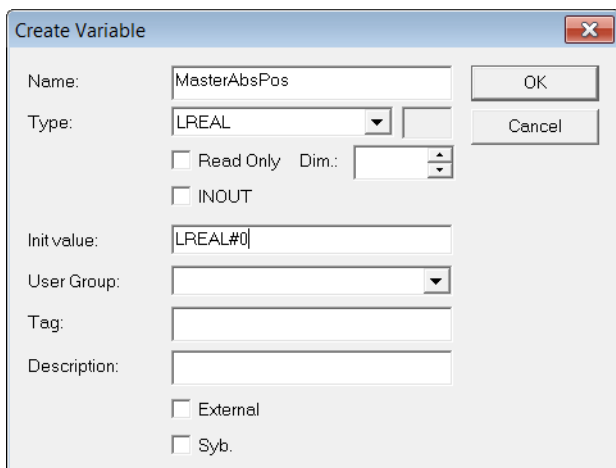 Create Variable
Name: MasterAbsPos OK
Type: LREAL Cancel
Read Only Dim.:
INOUT
Init value: LREAL#0
User Group:
Tag:
Description:
External
Syb.